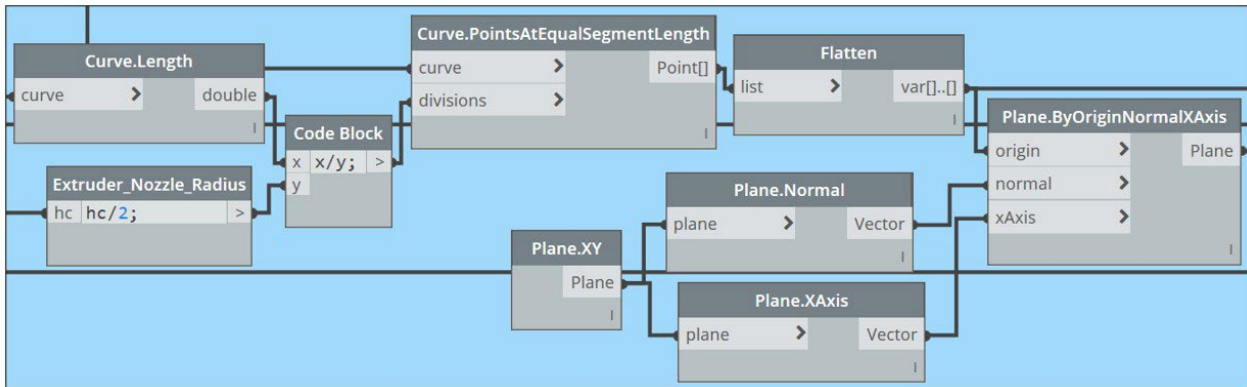 Curve.Length
curve > double
Extruder_Nozzle_Radius
hc hc/2; >
Code Block
x x/y; >
y
Curve.PointsAtEqualSegmentLength
curve > Point[]
divisions >
Flatten
list > var[]..[]
Plane.XY
Plane
Plane.Normal
plane > Vector
Plane.XAxis
plane > Vector
Plane.ByOriginNormalXAxis
origin > Plane
normal >
xAxis >